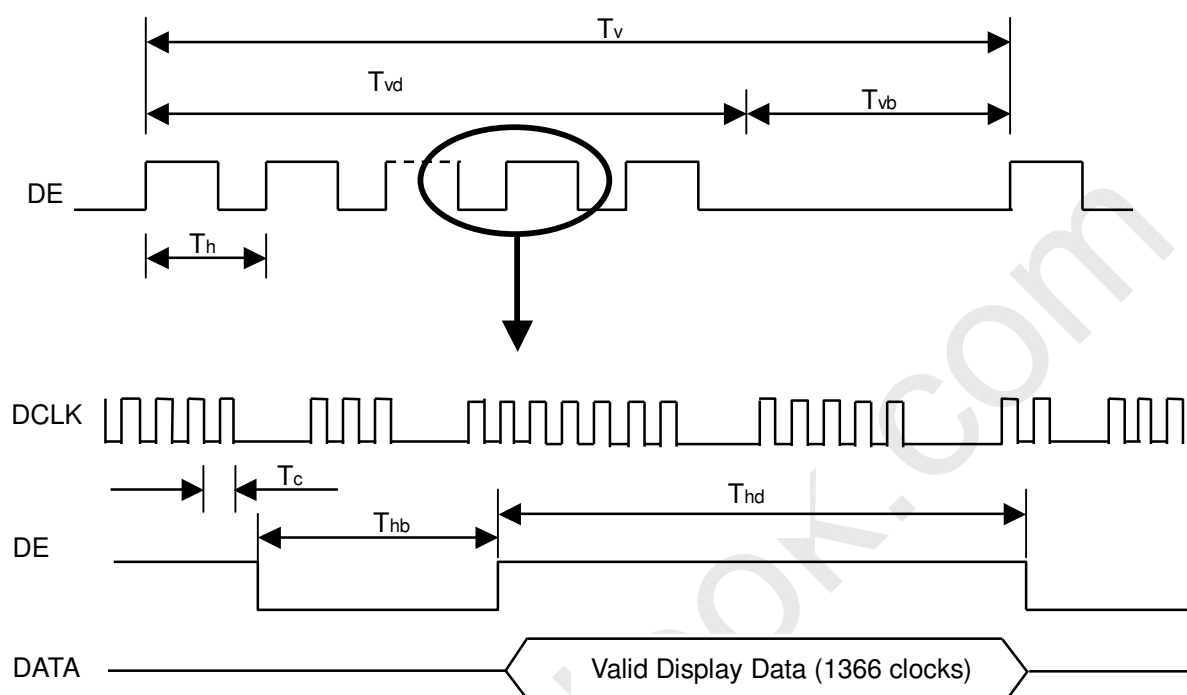 Tv
Tvd
Tvb
DE
Th
DCLK
Tc
Thd
Thb
DE
DATA
Valid Display Data (1366 clocks)